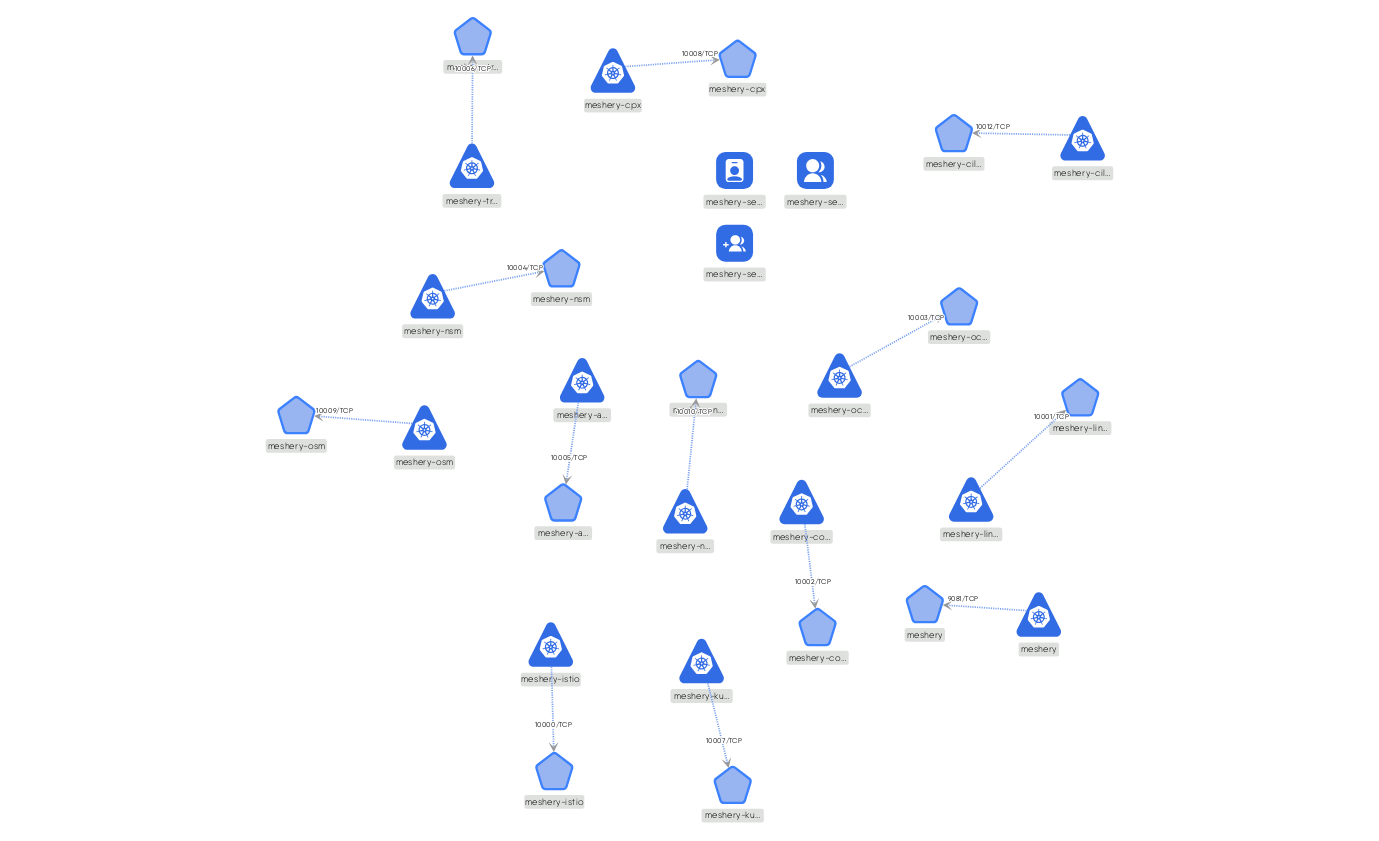 10006/TCP
meshery-tr...
10008/TCP
meshery-cpx
meshery-cpx
10012/TCP
meshery-cil...
meshery-cil...
meshery-se...
meshery-se...
meshery-se...
10004/TCP
meshery-nsm
meshery-nsm
10003/TCP
meshery-oc...
meshery-oc...
10009/TCP
meshery-osm
meshery-osm
meshery-a...
10005/TCP
meshery-a...
10010/TCP
meshery-n...
10001/TCP
meshery-lin...
meshery-lin...
meshery-co...
10002/TCP
meshery-co...
9081/TCP
meshery
meshery
meshery-istio
10000/TCP
meshery-istio
meshery-ku...
10007/TCP
meshery-ku...